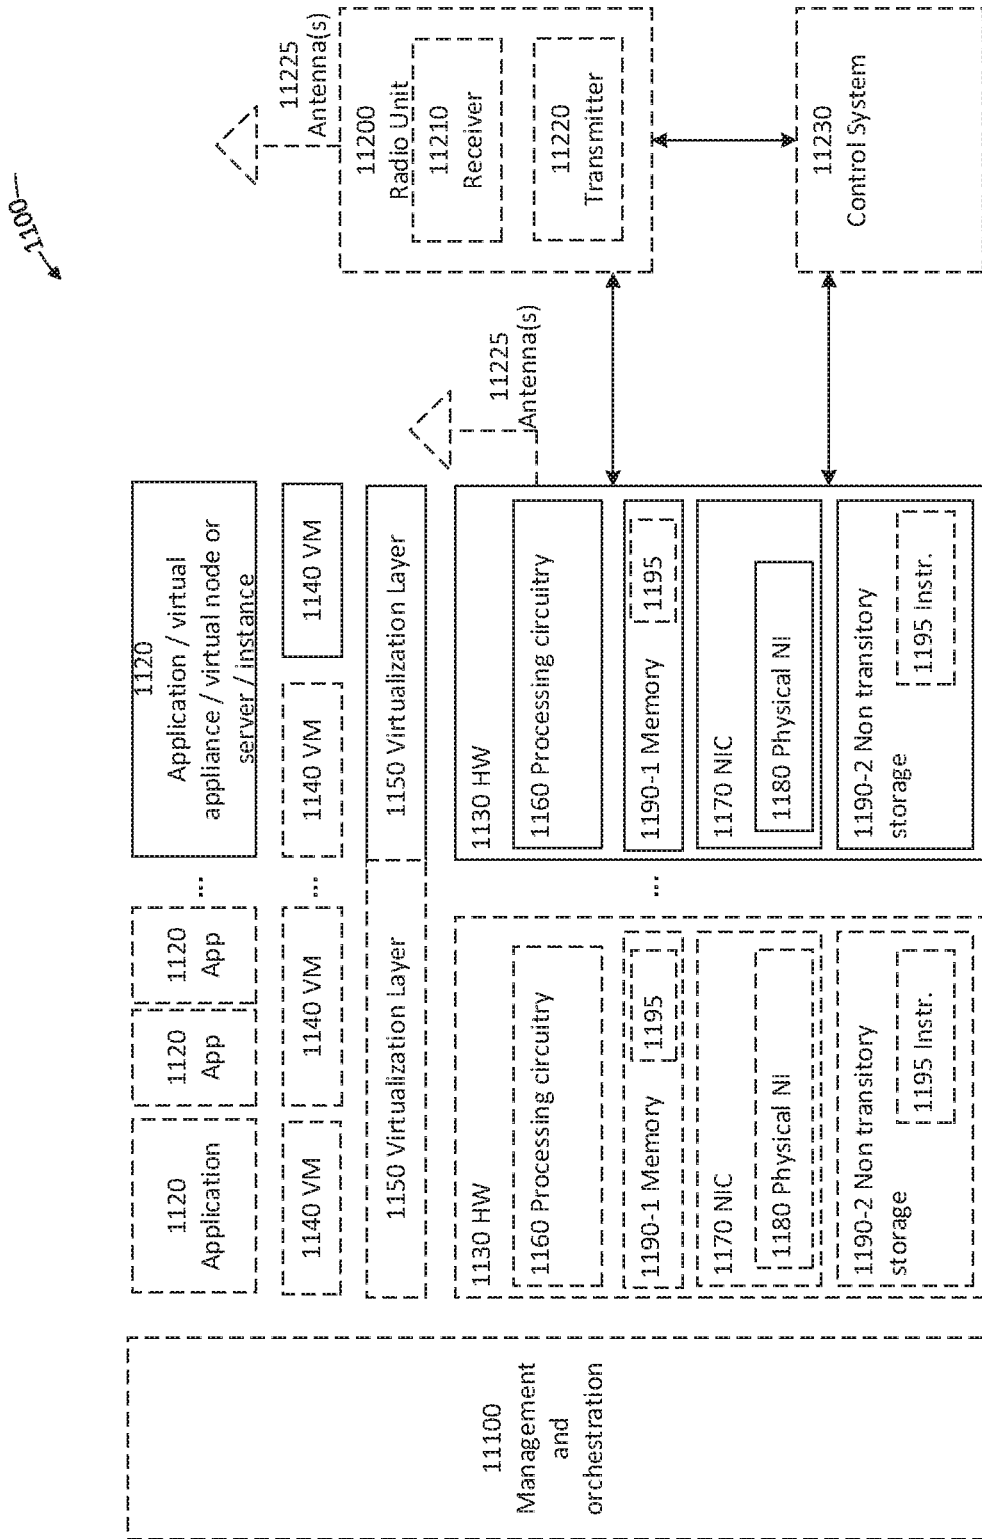 1100
11100
Management
and
orchestration
1120
Application
1120
App
1120
App
...
1120
Application / virtual
appliance / virtual node or
server / instance
1140 VM
1140 VM
...
1140 VM
1140 VM
1150 Virtualization Layer
1150 Virtualization Layer
1130 HW
1160 Processing circuitry
1190-1 Memory
1195
1170 NIC
1180 Physical NI
1190-2 Non transitory
storage
1195 Instr.
...
1130 HW
1160 Processing circuitry
1190-1 Memory
1195
1170 NIC
1180 Physical NI
1190-2 Non transitory
storage
1195 Instr.
11225
Antenna(s)
11225
Antenna(s)
11200
Radio Unit
11210
Receiver
11220
Transmitter
11230
Control System